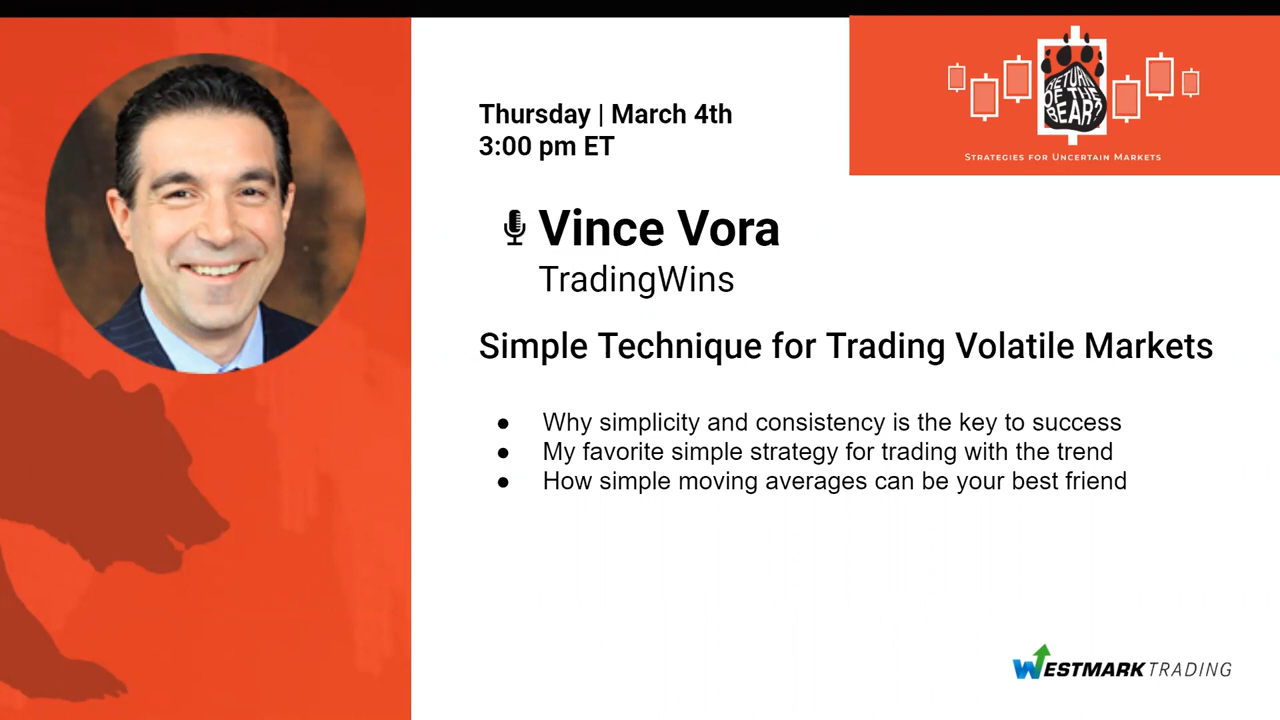 Thursday | March 4th
3:00 pm ET
RETURN
OF THE
BEAR?
STRATEGIES FOR UNCERTAIN MARKETS
Vince Vora
TradingWins
Simple Technique for Trading Volatile Markets
● Why simplicity and consistency is the key to success
● My favorite simple strategy for trading with the trend
● How simple moving averages can be your best friend
WESTMARK TRADING